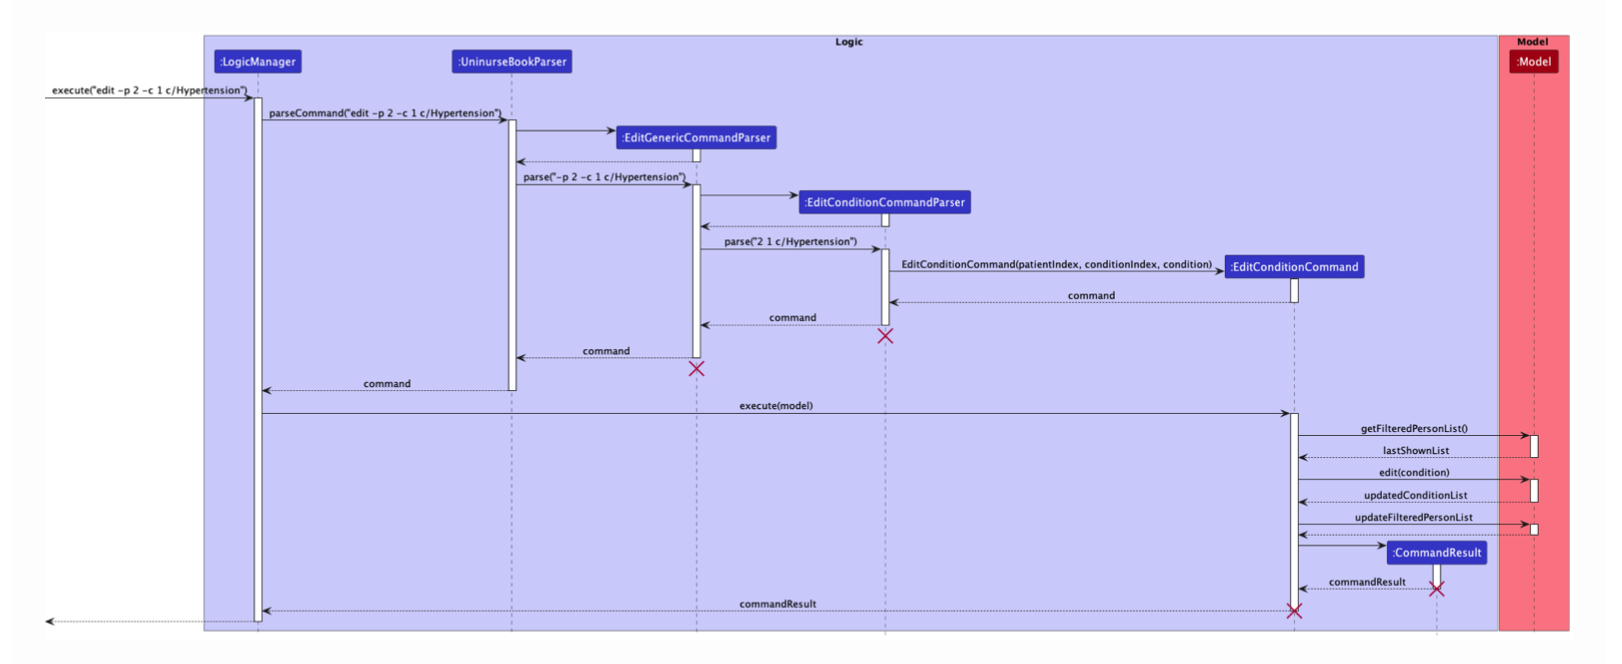 Logic
Model
:LogicManager
:UninurseBookParser
:Model
execute("edit -p 2 -c 1 c/Hypertension")
parseCommand("edit -p 2 -c 1 c/Hypertension")
:EditGenericCommandParser
parse("-p 2 -c 1 c/Hypertension")
:EditConditionCommandParser
parse("2 1 c/Hypertension")
EditConditionCommand(patientIndex, conditionIndex, condition)
:EditConditionCommand
command
command
command
command
execute(model)
getFilteredPersonList()
lastShownList
edit(condition)
updatedConditionList
updateFilteredPersonList
:CommandResult
commandResult
commandResult